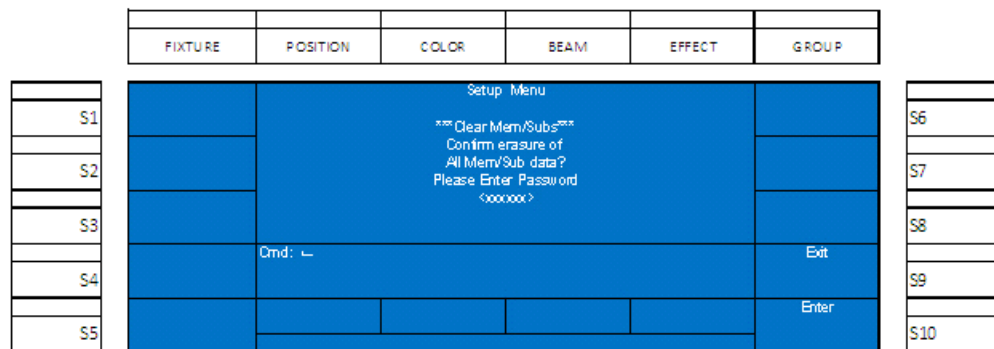 FIXTURE POSITION COLOR BEAM EFFECT GROUP
Setup Menu
S1 S6
***Clear Mem/Subs***
Confirm erasure of
All Mem/Sub data?
S2 S7
Please Enter Password
<xxxxxx>
S3 S8
Cmd: Exit
S4 S9
Enter
S5 S10